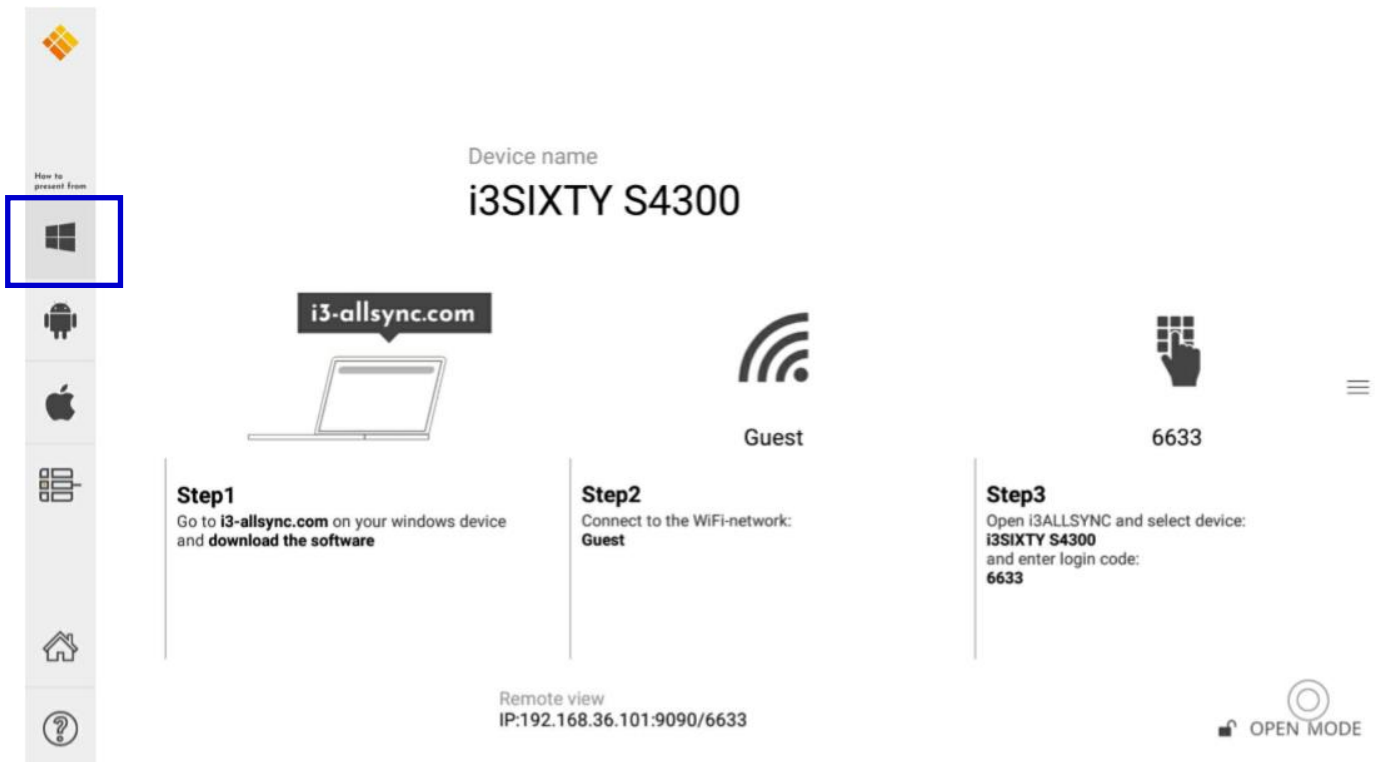 How to
present from
Device name
i3SIXTY S4300
i3-allsync.com
Guest
6633
Step1
Go to i3-allsync.com on your windows device
and download the software
Step2
Connect to the WiFi-network:
Guest
Step3
Open i3ALLSYNC and select device:
i3SIXTY S4300
and enter login code:
6633
Remote view
IP:192.168.36.101:9090/6633
OPEN MODE